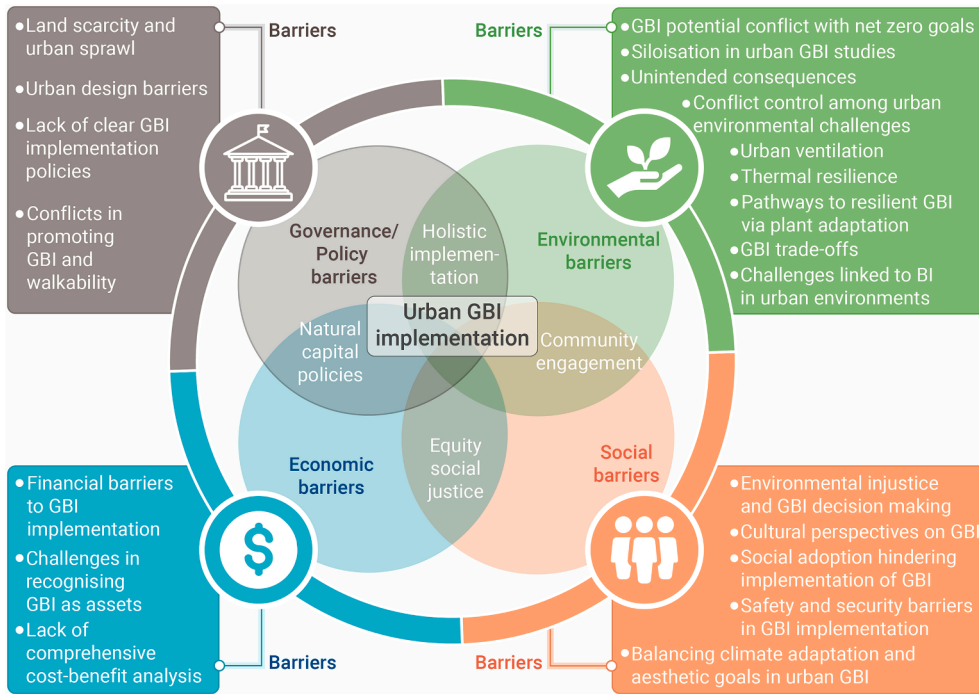 ● Land scarcity and
urban sprawl
● Urban design barriers
● Lack of clear GBI
implementation
policies
● Conflicts in
promoting
GBI and
walkability
Barriers
Barriers
● GBI potential conflict with net zero goals
● Siloisation in urban GBI studies
● Unintended consequences
● Conflict control among urban
environmental challenges
● Urban ventilation
● Thermal resilience
● Pathways to resilient GBI
via plant adaptation
● GBI trade-offs
● Challenges linked to BI
in urban environments
Governance/
Policy
barriers
Holistic
implemen-
tation
Environmental
barriers
Urban GBI
implementation
Natural
capital
policies
Community
engagement
Economic
barriers
Equity
social
justice
Social
barriers
● Financial barriers
to GBI
implementation
● Challenges in
recognising
GBI as assets
● Lack of
comprehensive
cost-benefit analysis
$
Barriers
Barriers
● Environmental injustice
and GBI decision making
● Cultural perspectives on GBI
● Social adoption hindering
implementation of GBI
● Safety and security barriers
in GBI implementation
● Balancing climate adaptation and
aesthetic goals in urban GBI